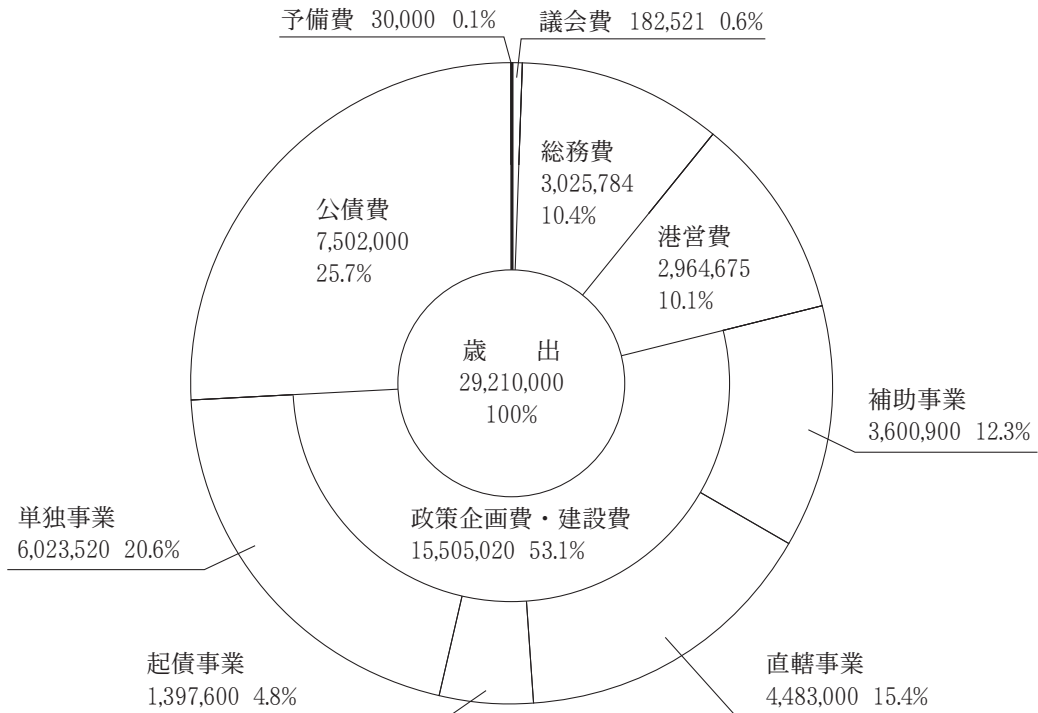 予備費 30,000 0.1%
議会費 182,521 0.6%
総務費
3,025,784
10.4%
港営費
2,964,675
10.1%
公債費
7,502,000
25.7%
歳 出
29,210,000
100%
補助事業
3,600,900 12.3%
政策企画費・建設費
15,505,020 53.1%
単独事業
6,023,520 20.6%
起債事業
1,397,600 4.8%
直轄事業
4,483,000 15.4%